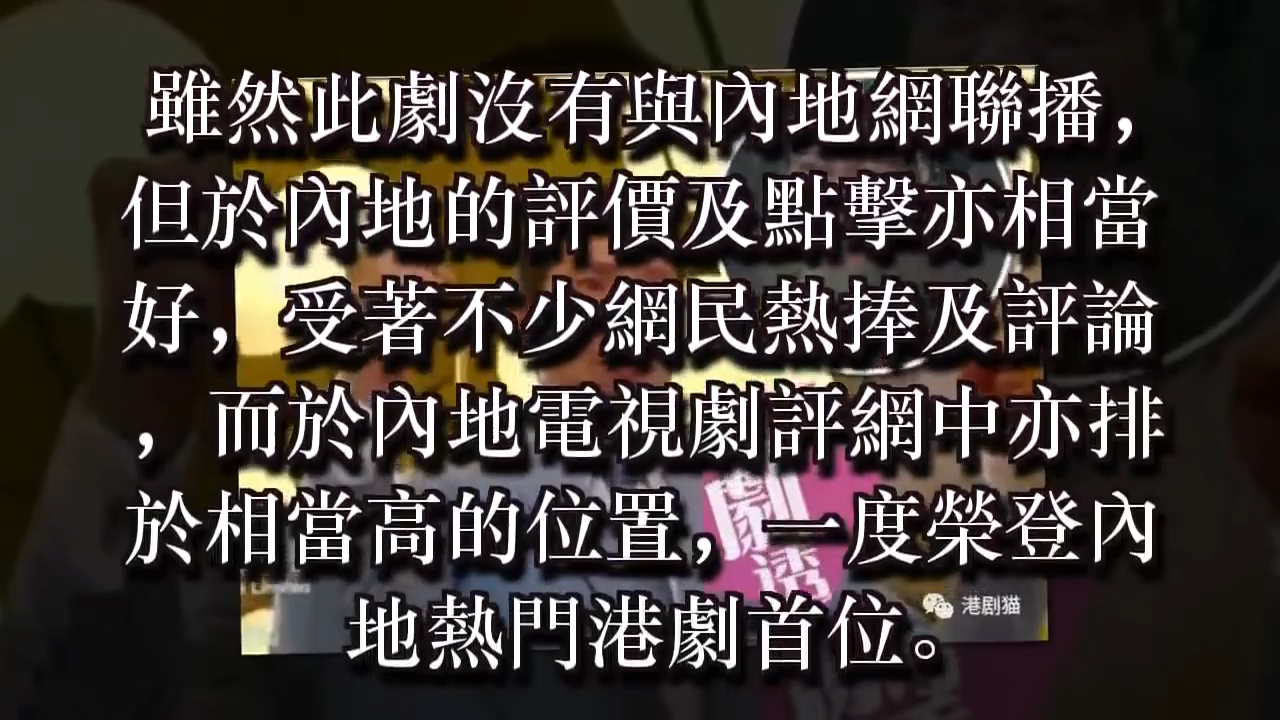 雖然此劇沒有與內地網聯播，
但於內地的評價及點擊亦相當
好，受著不少網民熱捧及評論
，而於內地電視劇評網中亦排
於相當高的位置，一度榮登內
地熱門港劇首位。
劇
透
港剧猫